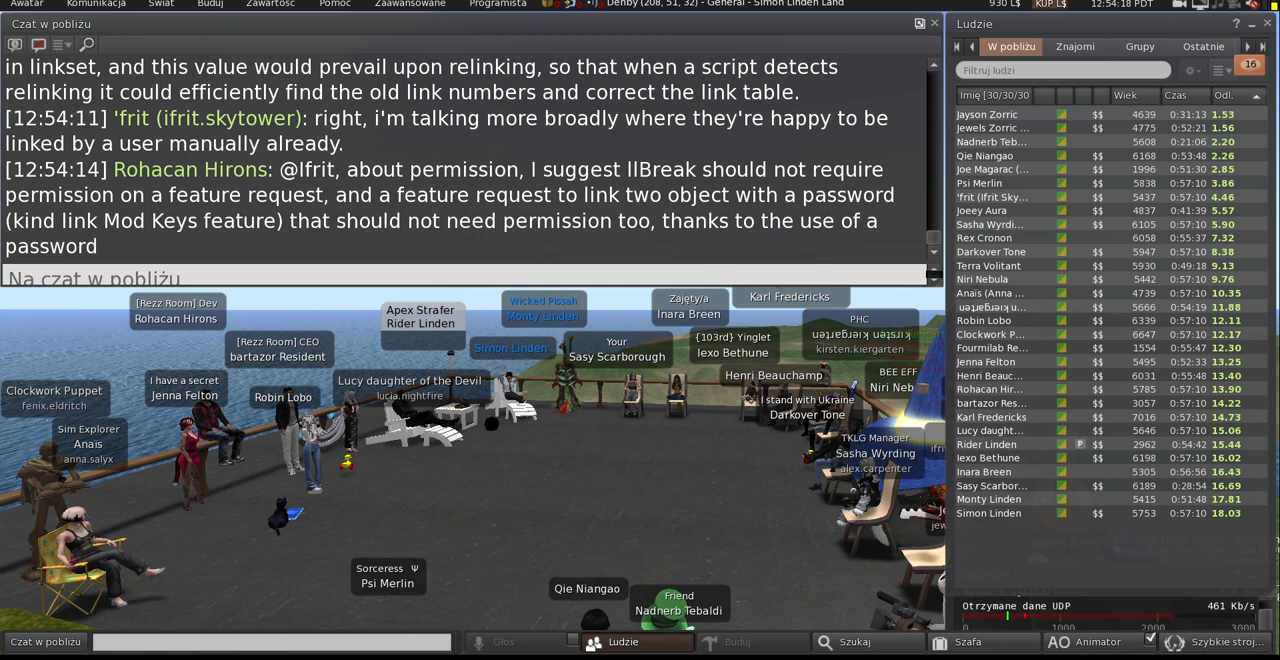 Awatar Komunikacja Świat Buduj Zawartość Pomoc Zaawansowane Programista Denby (208, 51, 32) - General - Simon Linden Land 930 L$ KUP L$ 12:54:18 PDT
Czat w pobliżu
in linkset, and this value would prevail upon relinking, so that when a script detects
relinking it could efficiently find the old link numbers and correct the link table.
[12:54:11] 'frit (ifrit.skytower): right, i'm talking more broadly where they're happy to be
linked by a user manually already.
[12:54:14] Rohacan Hirons: @Ifrit, about permission, I suggest llBreak should not require
permission on a feature request, and a feature request to link two object with a password
(kind link Mod Keys feature) that should not need permission too, thanks to the use of a
password
Na czat w pobliżu
[Rezz Room] Dev
Rohacan Hirons
Apex Strafer
Rider Linden
Wicked Pissah
Monty Linden
Zajęty/a
Inara Breen
Karl Fredericks
[Rezz Room] CEO
bartazor Resident
Simon Linden
Your
Sasy Scarborough
{103rd} Yinglet
Iexo Bethune
PHC
kirsten.kiergarten
Clockwork Puppet
fenix.eldritch
I have a secret
Jenna Felton
Robin Lobo
Lucy daughter of the Devil
lucia.nightfire
Henri Beauchamp
BEE EFF
Niri Neb
I stand with Ukraine
Darkover Tone
Sim Explorer
Anaïs
anna.salyx
TKLG Manager
Sasha Wyrding
alex.carpenter
ifri
Je
jew
Sorceress Ψ
Psi Merlin
Qie Niangao
Friend
Nadnerb Tebaldi
Ludzie
W pobliżu Znajomi Grupy Ostatnie
Filtruj ludzi
16
Imię [30/30/30 Wiek Czas Odl.
Jayson Zorric $$ 4639 0:31:13 1.53
Jewels Zorric ... $$ 4775 0:52:21 1.56
Nadnerb Teb... 5608 0:21:06 2.20
Qie Niangao $$ 6168 0:53:48 2.26
Joe Magarac (... $$ 1996 0:51:30 2.85
Psi Merlin $$ 5838 0:57:10 3.86
'frit (Ifrit Sky... $$ 5437 0:57:10 4.46
Joeey Aura $$ 4837 0:41:39 5.57
Sasha Wyrdi... $$ 6105 0:57:10 5.90
Rex Cronon 6058 0:55:37 7.32
Darkover Tone $$ 5947 0:57:10 8.38
Terra Volitant $$ 5930 0:49:18 9.13
Niri Nebula $$ 5442 0:57:10 9.76
Anaïs (Anna ... $$ 4739 0:57:10 10.35
$$ 5666 0:54:19 11.88
Robin Lobo $$ 6339 0:57:10 12.11
Clockwork P... $$ 6647 0:57:10 12.17
Fourmilab Re... $$ 1554 0:55:47 12.30
Jenna Felton $$ 5495 0:52:33 13.25
Henri Beauc... $$ 6031 0:55:48 13.40
Rohacan Hir... $$ 5785 0:57:10 13.90
bartazor Res... $$ 3057 0:57:10 14.22
Karl Fredericks $$ 7016 0:57:10 14.73
Lucy daught... $$ 5646 0:57:10 15.06
Rider Linden P $$ 2962 0:54:42 15.44
Iexo Bethune $$ 6198 0:57:10 16.02
Inara Breen 5305 0:56:56 16.43
Sasy Scarbor... $$ 6189 0:28:54 16.69
Monty Linden 5415 0:51:48 17.81
Simon Linden $$ 5753 0:57:10 18.03
Otrzymane dane UDP 461 Kb/s
0 1000 2000 3000
Czat w pobliżu Głos Ludzie Buduj Szukaj Szafa AO Animator Szybkie stroj...